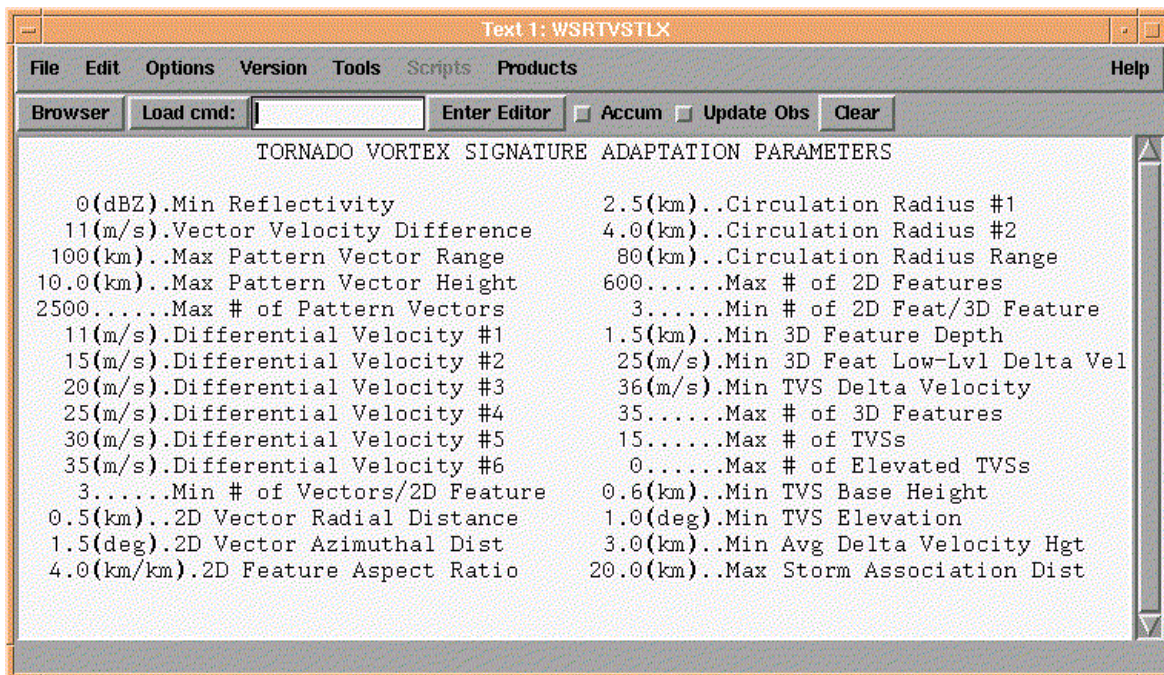 Text 1: WSRTVSTLX
File Edit Options Version Tools Scripts Products Help
Browser Load cmd: Enter Editor Accum Update Obs Clear
TORNADO VORTEX SIGNATURE ADAPTATION PARAMETERS
0(dBZ).Min Reflectivity 2.5(km)..Circulation Radius #1
11(m/s).Vector Velocity Difference 4.0(km)..Circulation Radius #2
100(km)..Max Pattern Vector Range 80(km)..Circulation Radius Range
10.0(km)..Max Pattern Vector Height 600......Max # of 2D Features
2500......Max # of Pattern Vectors 3......Min # of 2D Feat/3D Feature
11(m/s).Differential Velocity #1 1.5(km)..Min 3D Feature Depth
15(m/s).Differential Velocity #2 25(m/s).Min 3D Feat Low-Lvl Delta Vel
20(m/s).Differential Velocity #3 36(m/s).Min TVS Delta Velocity
25(m/s).Differential Velocity #4 35......Max # of 3D Features
30(m/s).Differential Velocity #5 15......Max # of TVSs
35(m/s).Differential Velocity #6 0......Max # of Elevated TVSs
3......Min # of Vectors/2D Feature 0.6(km)..Min TVS Base Height
0.5(km)..2D Vector Radial Distance 1.0(deg).Min TVS Elevation
1.5(deg).2D Vector Azimuthal Dist 3.0(km)..Min Avg Delta Velocity Hgt
4.0(km/km).2D Feature Aspect Ratio 20.0(km)..Max Storm Association Dist